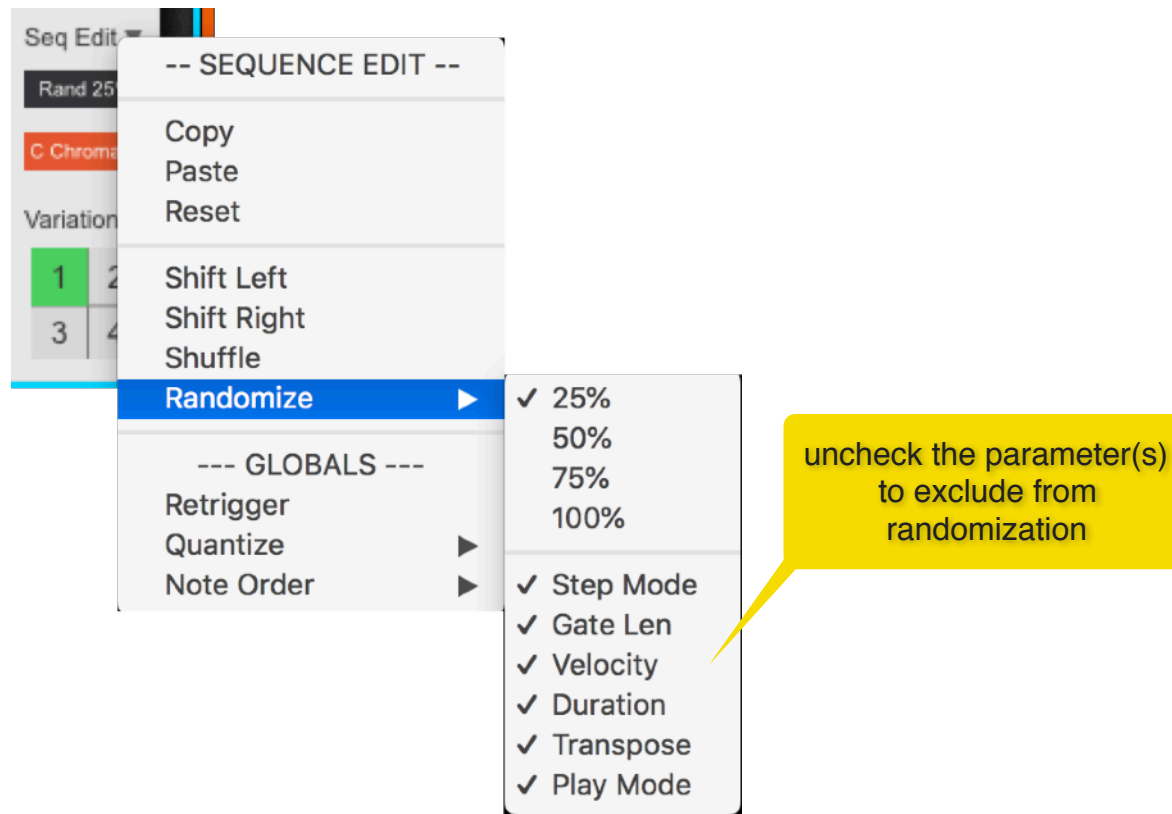 Seq Edit
-- SEQUENCE EDIT --
Rand 25
Copy
C Chroma
Paste
Variation
Reset
1 2
Shift Left
3 4
Shift Right
Shuffle
Randomize
25%
50%
75%
100%
--- GLOBALS ---
Retrigger
Quantize
Note Order
Step Mode
Gate Len
Velocity
Duration
Transpose
Play Mode
uncheck the parameter(s)
to exclude from
randomization